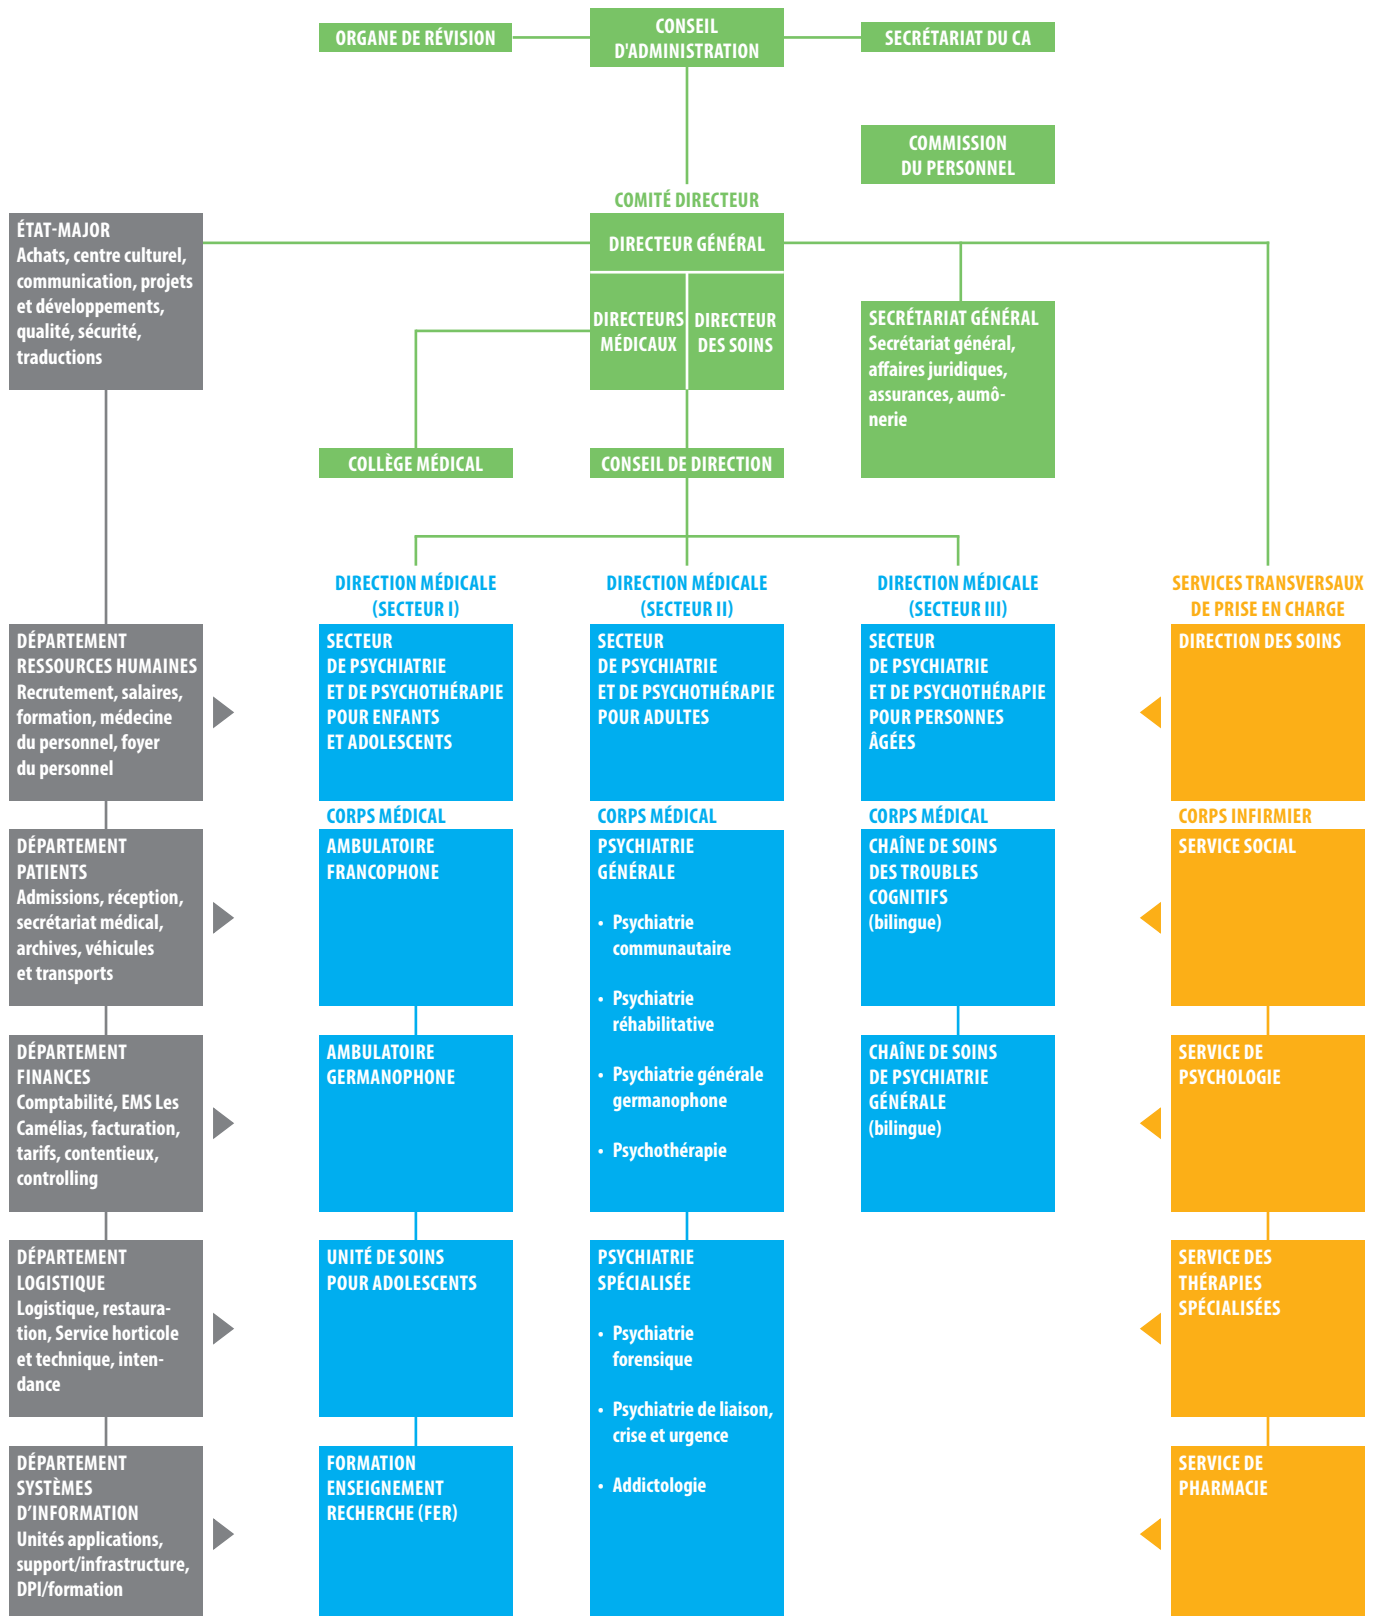 ORGANE DE RÉVISION
CONSEIL
D'ADMINISTRATION
SECRÉTARIAT DU CA
COMMISSION
DU PERSONNEL
COMITÉ DIRECTEUR
DIRECTEUR GÉNÉRAL
DIRECTEURS
MÉDICAUX
DIRECTEUR
DES SOINS
ÉTAT-MAJOR
Achats, centre culturel,
communication, projets
et développements,
qualité, sécurité,
traductions
SECRÉTARIAT GÉNÉRAL
Secrétariat général,
affaires juridiques,
assurances, aumô-
nerie
COLLÈGE MÉDICAL
CONSEIL DE DIRECTION
DÉPARTEMENT
RESSOURCES HUMAINES
Recrutement, salaires,
formation, médecine
du personnel, foyer
du personnel
DÉPARTEMENT
PATIENTS
Admissions, réception,
secrétariat médical,
archives, véhicules
et transports
DÉPARTEMENT
FINANCES
Comptabilité, EMS Les
Camélias, facturation,
tarifs, contentieux,
controlling
DÉPARTEMENT
LOGISTIQUE
Logistique, restaura-
tion, Service horticole
et technique, inten-
dance
DÉPARTEMENT
SYSTÈMES
D’INFORMATION
Unités applications,
support/infrastructure,
DPI/formation
DIRECTION MÉDICALE
(SECTEUR I)
SECTEUR
DE PSYCHIATRIE
ET DE PSYCHOTHÉRAPIE
POUR ENFANTS
ET ADOLESCENTS
CORPS MÉDICAL
AMBULATOIRE
FRANCOPHONE
AMBULATOIRE
GERMANOPHONE
UNITÉ DE SOINS
POUR ADOLESCENTS
FORMATION
ENSEIGNEMENT
RECHERCHE (FER)
DIRECTION MÉDICALE
(SECTEUR II)
SECTEUR
DE PSYCHIATRIE
ET DE PSYCHOTHÉRAPIE
POUR ADULTES
CORPS MÉDICAL
PSYCHIATRIE
GÉNÉRALE
• Psychiatrie
communautaire
• Psychiatrie
réhabilitative
• Psychiatrie générale
germanophone
• Psychothérapie
PSYCHIATRIE
SPÉCIALISÉE
• Psychiatrie
forensique
• Psychiatrie de liaison,
crise et urgence
• Addictologie
DIRECTION MÉDICALE
(SECTEUR III)
SECTEUR
DE PSYCHIATRIE
ET DE PSYCHOTHÉRAPIE
POUR PERSONNES
ÂGÉES
CORPS MÉDICAL
CHAÎNE DE SOINS
DES TROUBLES
COGNITIFS
(bilingue)
CHAÎNE DE SOINS
DE PSYCHIATRIE
GÉNÉRALE
(bilingue)
SERVICES TRANSVERSAUX
DE PRISE EN CHARGE
DIRECTION DES SOINS
CORPS INFIRMIER
SERVICE SOCIAL
SERVICE DE
PSYCHOLOGIE
SERVICE DES
THÉRAPIES
SPÉCIALISÉES
SERVICE DE
PHARMACIE